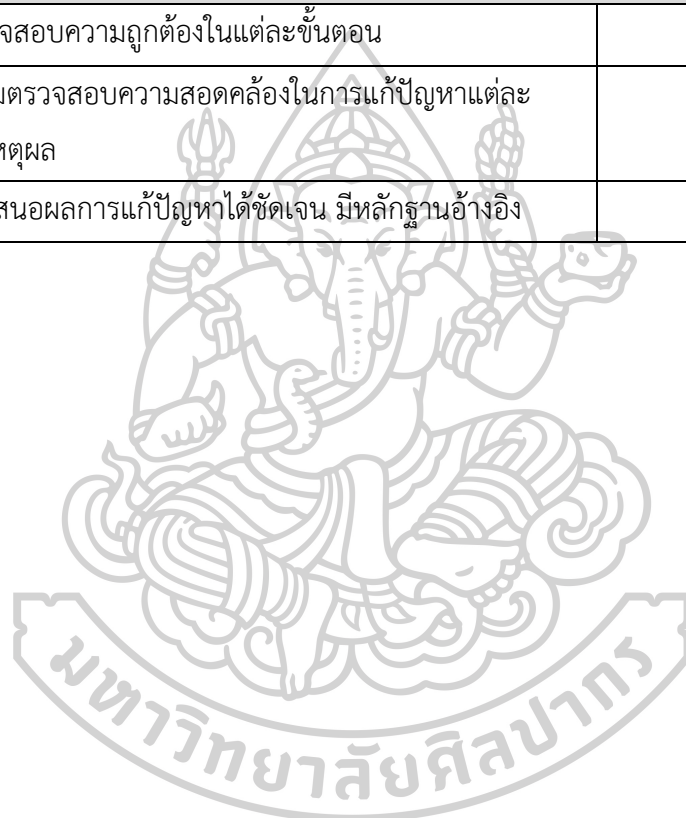 จสอบความถูกต้องในแต่ละขั้นตอน
มตรวจสอบความสอดคล้องในการแก้ปัญหาแต่ละ
หตุผล
สนอผลการแก้ปัญหาได้ชัดเจน มีหลักฐานอ้างอิง
มหาวิทยาลัยศิลปากร